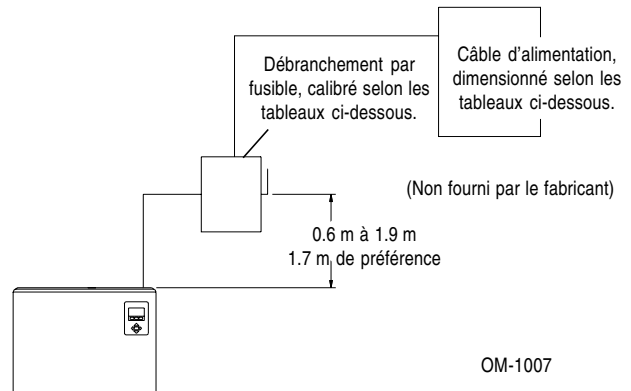 Débranchement par
fusible, calibré selon les
tableaux ci-dessous.
Câble d'alimentation,
dimensionné selon les
tableaux ci-dessous.
(Non fourni par le fabricant)
0.6 m à 1.9 m
1.7 m de préférence
OM-1007